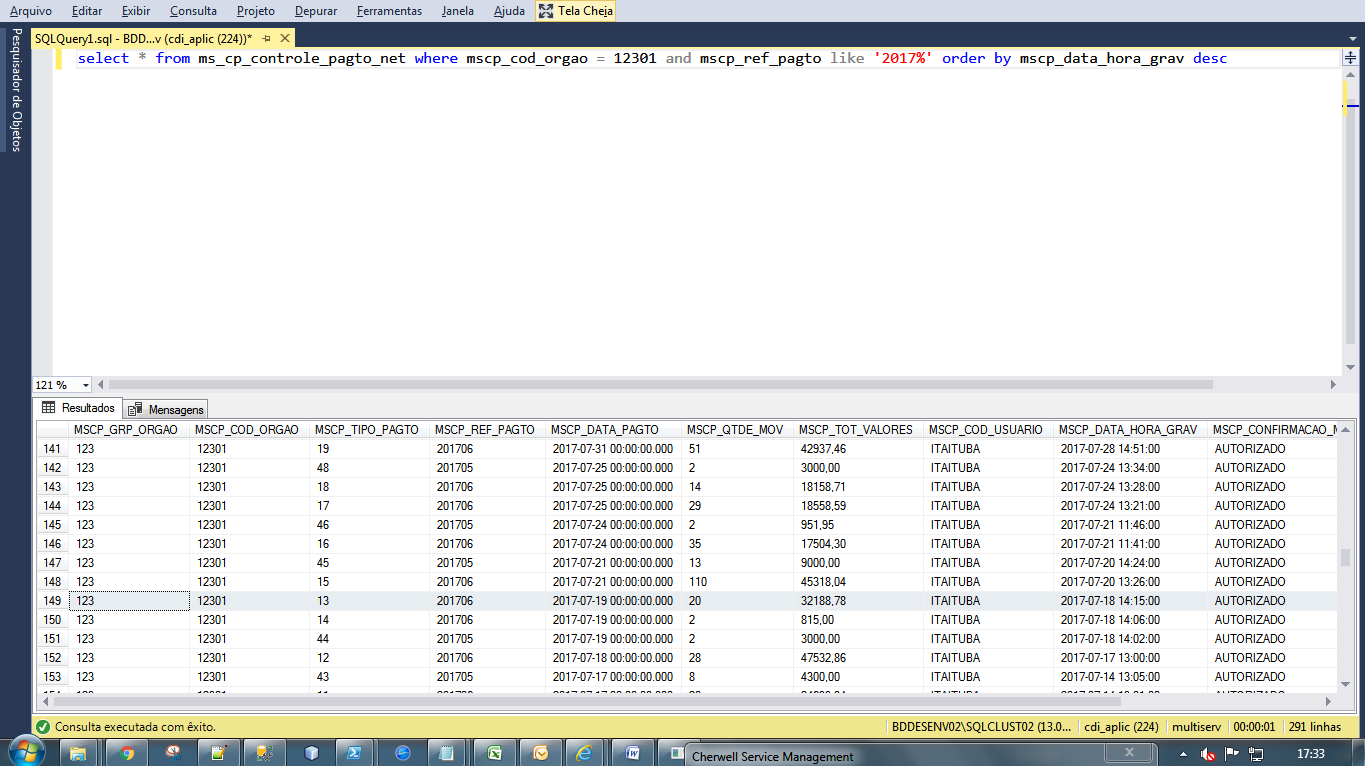 Arquivo Editar Exibir Consulta Projeto Depurar Ferramentas Janela Ajuda Tela Cheia
SQLQuery1.sql - BDD...v (cdi_aplic (224))*
Pesquisador de Objetos
select * from ms_cp_controle_pagto_net where mscp_cod_orgao = 12301 and mscp_ref_pagto like '2017%' order by mscp_data_hora_grav desc
121 %
Resultados Mensagens
MSCP_GRP_ORGAO MSCP_COD_ORGAO MSCP_TIPO_PAGTO MSCP_REF_PAGTO MSCP_DATA_PAGTO MSCP_QTDE_MOV MSCP_TOT_VALORES MSCP_COD_USUARIO MSCP_DATA_HORA_GRAV MSCP_CONFIRMACAO_M
141 123 12301 19 201706 2017-07-31 00:00:00.000 51 42937,46 ITAITUBA 2017-07-28 14:51:00 AUTORIZADO
142 123 12301 48 201705 2017-07-25 00:00:00.000 2 3000,00 ITAITUBA 2017-07-24 13:34:00 AUTORIZADO
143 123 12301 18 201706 2017-07-25 00:00:00.000 14 18158,71 ITAITUBA 2017-07-24 13:28:00 AUTORIZADO
144 123 12301 17 201706 2017-07-25 00:00:00.000 29 18558,59 ITAITUBA 2017-07-24 13:21:00 AUTORIZADO
145 123 12301 46 201705 2017-07-24 00:00:00.000 2 951,95 ITAITUBA 2017-07-21 11:46:00 AUTORIZADO
146 123 12301 16 201706 2017-07-24 00:00:00.000 35 17504,30 ITAITUBA 2017-07-21 11:41:00 AUTORIZADO
147 123 12301 45 201705 2017-07-21 00:00:00.000 13 9000,00 ITAITUBA 2017-07-20 14:24:00 AUTORIZADO
148 123 12301 15 201706 2017-07-21 00:00:00.000 110 45318,04 ITAITUBA 2017-07-20 13:26:00 AUTORIZADO
149 123 12301 13 201706 2017-07-19 00:00:00.000 20 32188,78 ITAITUBA 2017-07-18 14:15:00 AUTORIZADO
150 123 12301 14 201706 2017-07-19 00:00:00.000 2 815,00 ITAITUBA 2017-07-18 14:06:00 AUTORIZADO
151 123 12301 44 201705 2017-07-19 00:00:00.000 2 3000,00 ITAITUBA 2017-07-18 14:02:00 AUTORIZADO
152 123 12301 12 201706 2017-07-18 00:00:00.000 28 47532,86 ITAITUBA 2017-07-17 13:00:00 AUTORIZADO
153 123 12301 43 201705 2017-07-17 00:00:00.000 8 4300,00 ITAITUBA 2017-07-14 13:05:00 AUTORIZADO
Consulta executada com êxito. BDDESENV02\SQLCLUST02 (13.0... cdi_aplic (224) multiserv 00:00:01 291 linhas
Cherwell Service Management 17:33